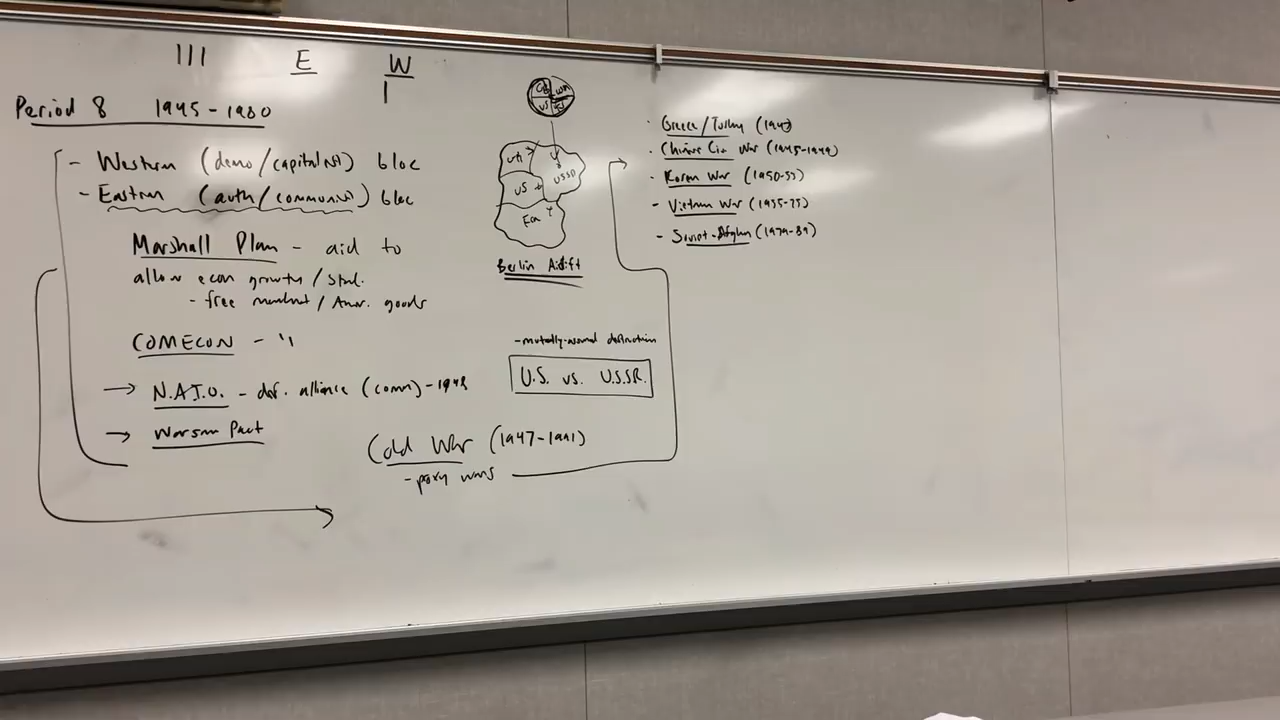 III E W
I
Period 8 1945-1980
- Western (demo/capitalist) bloc
- Eastern (auth/communist) bloc
Marshall Plan - aid to
allow econ growth/stabl.
- free market/Amer. goods
COMECON - "
→ N.A.T.O. - def. alliance (comm) - 1948
→ Warsaw Pact
Cold War (1947-1991)
- proxy wars
US
UK
US
USSR
Berlin Airlift
- mutually-assured destruction
U.S. vs. U.S.S.R.
· Greece/Turkey (1947)
· Chinese Civ War (1945-1949)
· Korean War (1950-53)
- Vietnam War (1955-75)
- Soviet-Afghan (1979-89)